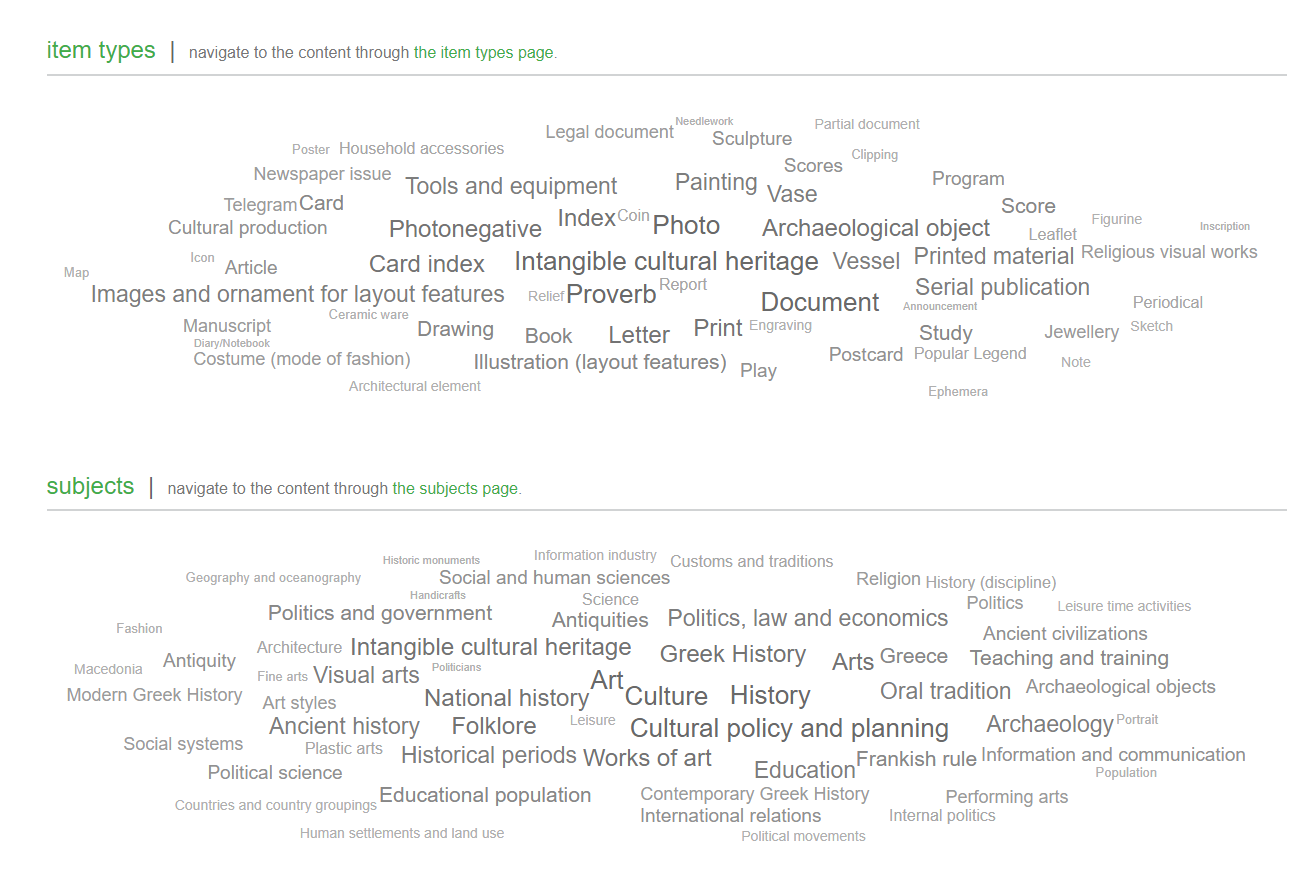 item types | navigate to the content through the item types page.
Needlework
Legal document
Partial document
Sculpture
Poster Household accessories
Clipping
Scores
Newspaper issue
Program
Painting
Tools and equipment
Vase
Telegram Card
Score
Index Coin
Figurine
Photo
Inscription
Cultural production
Photonegative
Archaeological object
Leaflet
Religious visual works
Icon
Printed material
Article
Card index
Intangible cultural heritage
Vessel
Map
Report
Serial publication
Images and ornament for layout features
Relief Proverb
Document
Periodical
Announcement
Ceramic ware
Manuscript
Engraving
Sketch
Drawing
Print
Jewellery
Study
Book
Letter
Diary/Notebook
Postcard Popular Legend
Costume (mode of fashion)
Illustration (layout features)
Note
Play
Architectural element
Ephemera
subjects | navigate to the content through the subjects page.
Information industry
Historic monuments
Customs and traditions
Geography and oceanography
Social and human sciences
Religion History (discipline)
Handicrafts
Science
Politics
Leisure time activities
Politics and government
Antiquities
Politics, law and economics
Fashion
Ancient civilizations
Architecture Intangible cultural heritage
Greek History
Arts Greece
Teaching and training
Antiquity
Macedonia
Politicians
Fine arts Visual arts
Art
Archaeological objects
Modern Greek History
Oral tradition
National history
Culture
History
Art styles
Portrait
Leisure
Archaeology
Ancient history
Folklore
Cultural policy and planning
Social systems
Plastic arts
Historical periods
Works of art
Information and communication
Frankish rule
Political science
Education
Population
Educational population
Contemporary Greek History
Performing arts
Countries and country groupings
International relations
Internal politics
Human settlements and land use
Political movements